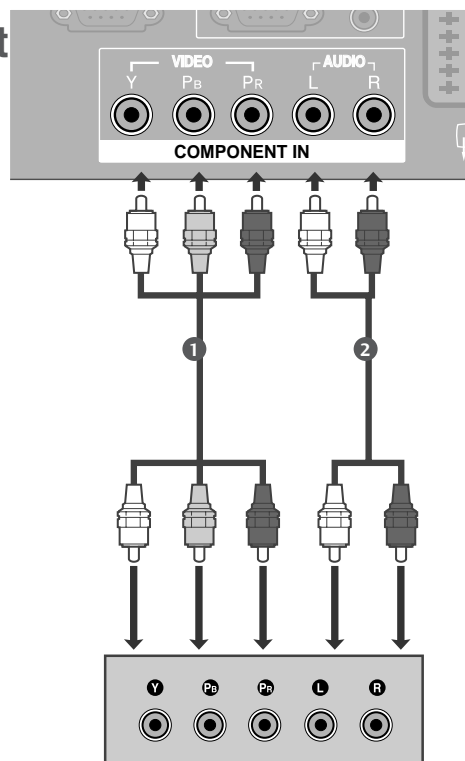 t
VIDEO AUDIO
Y PB PR L R
COMPONENT IN
1 2
Y PB PR L R